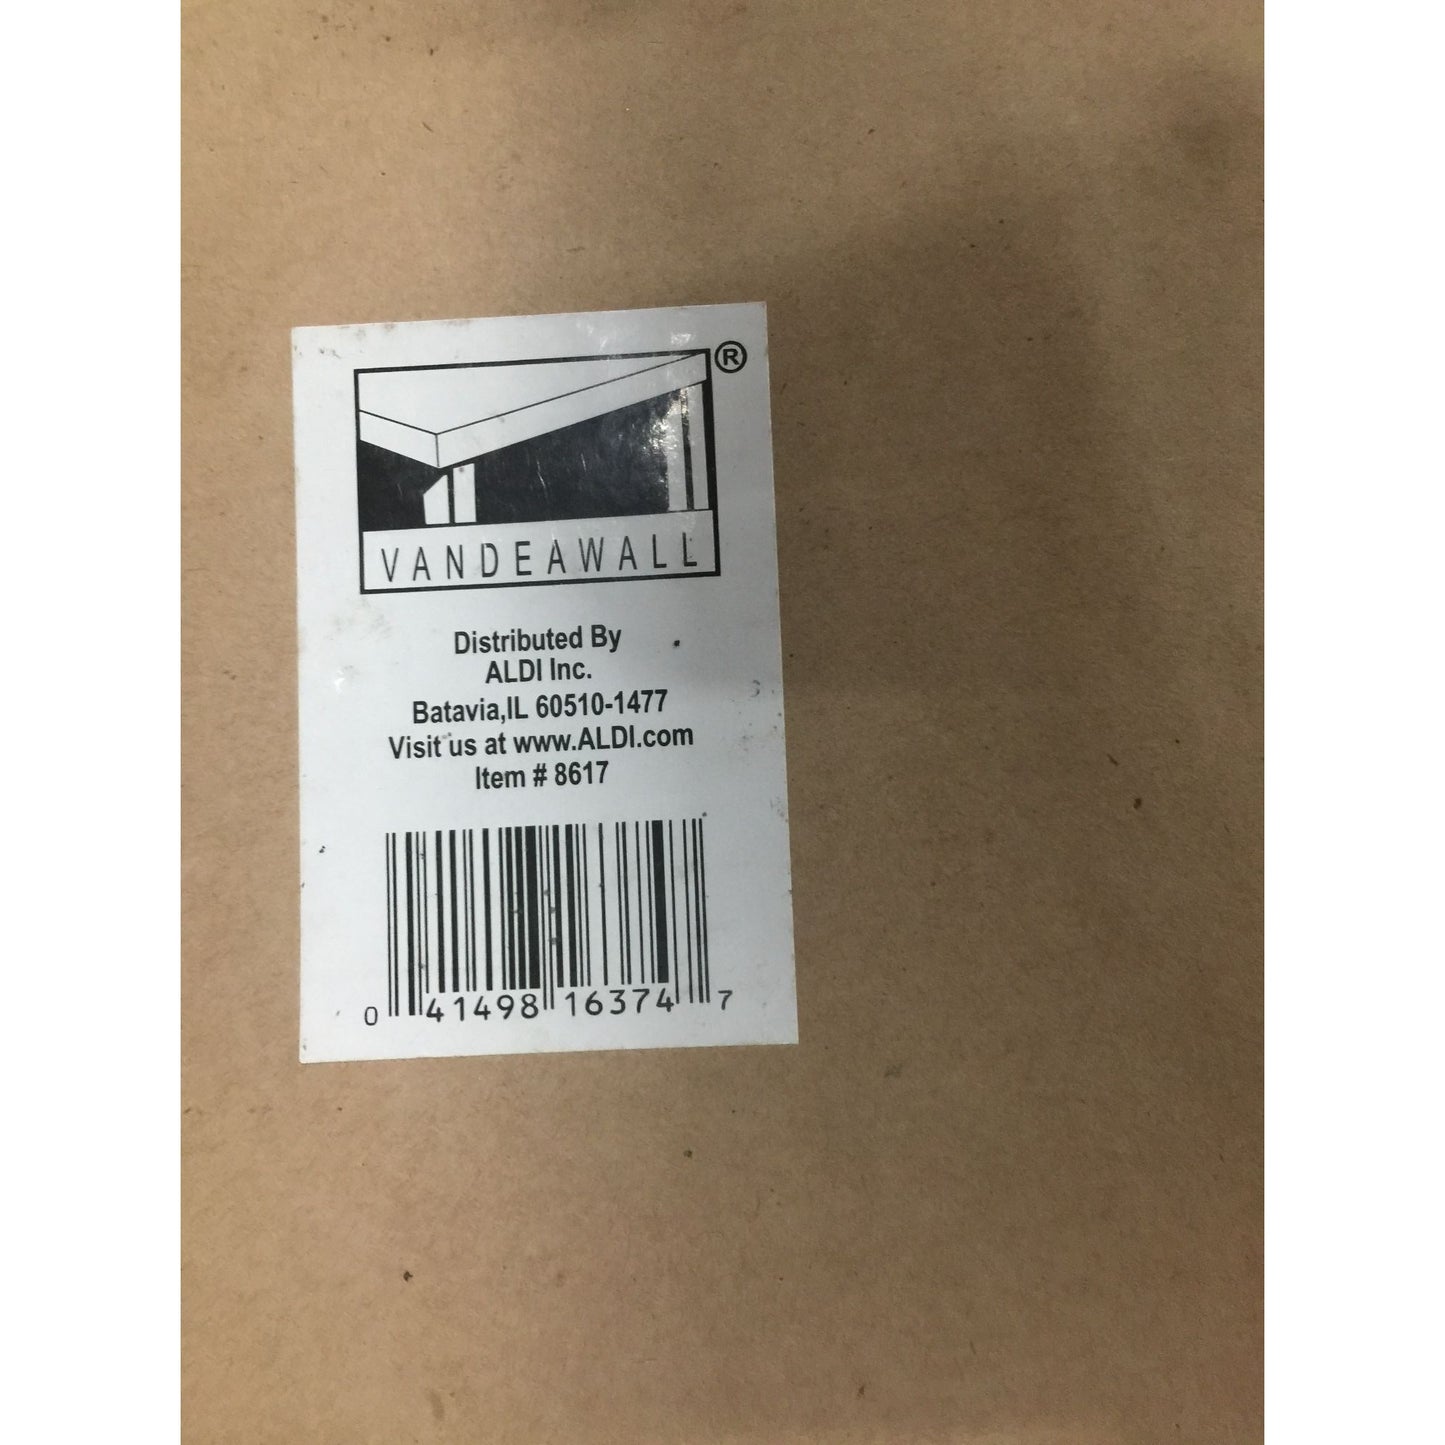 ®
VANDEAWALL
Distributed By
ALDI Inc.
Batavia,IL 60510-1477
Visit us at www.ALDI.com
Item # 8617
0 41498 16374 7